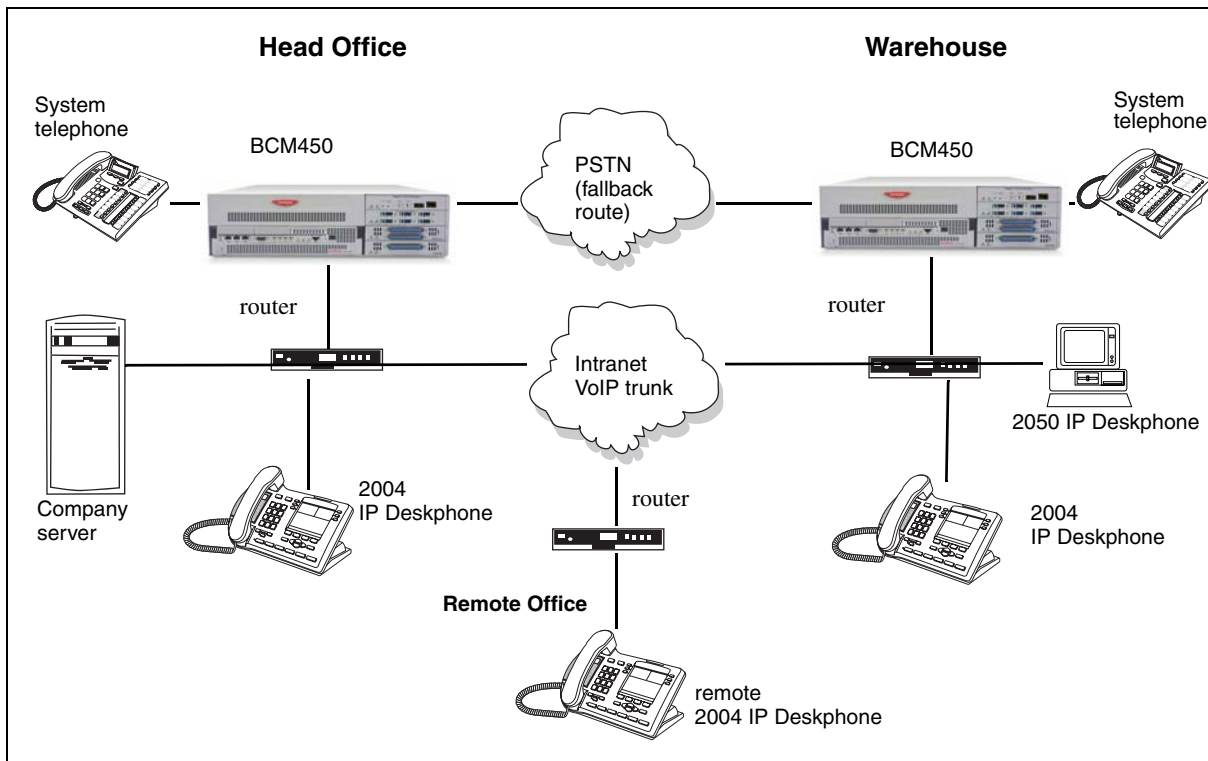 Head Office
Warehouse
System
telephone
BCM450
PSTN
(fallback
route)
BCM450
System
telephone
router
router
Intranet
VoIP trunk
2050 IP Deskphone
Company
server
2004
IP Deskphone
router
2004
IP Deskphone
Remote Office
remote
2004 IP Deskphone